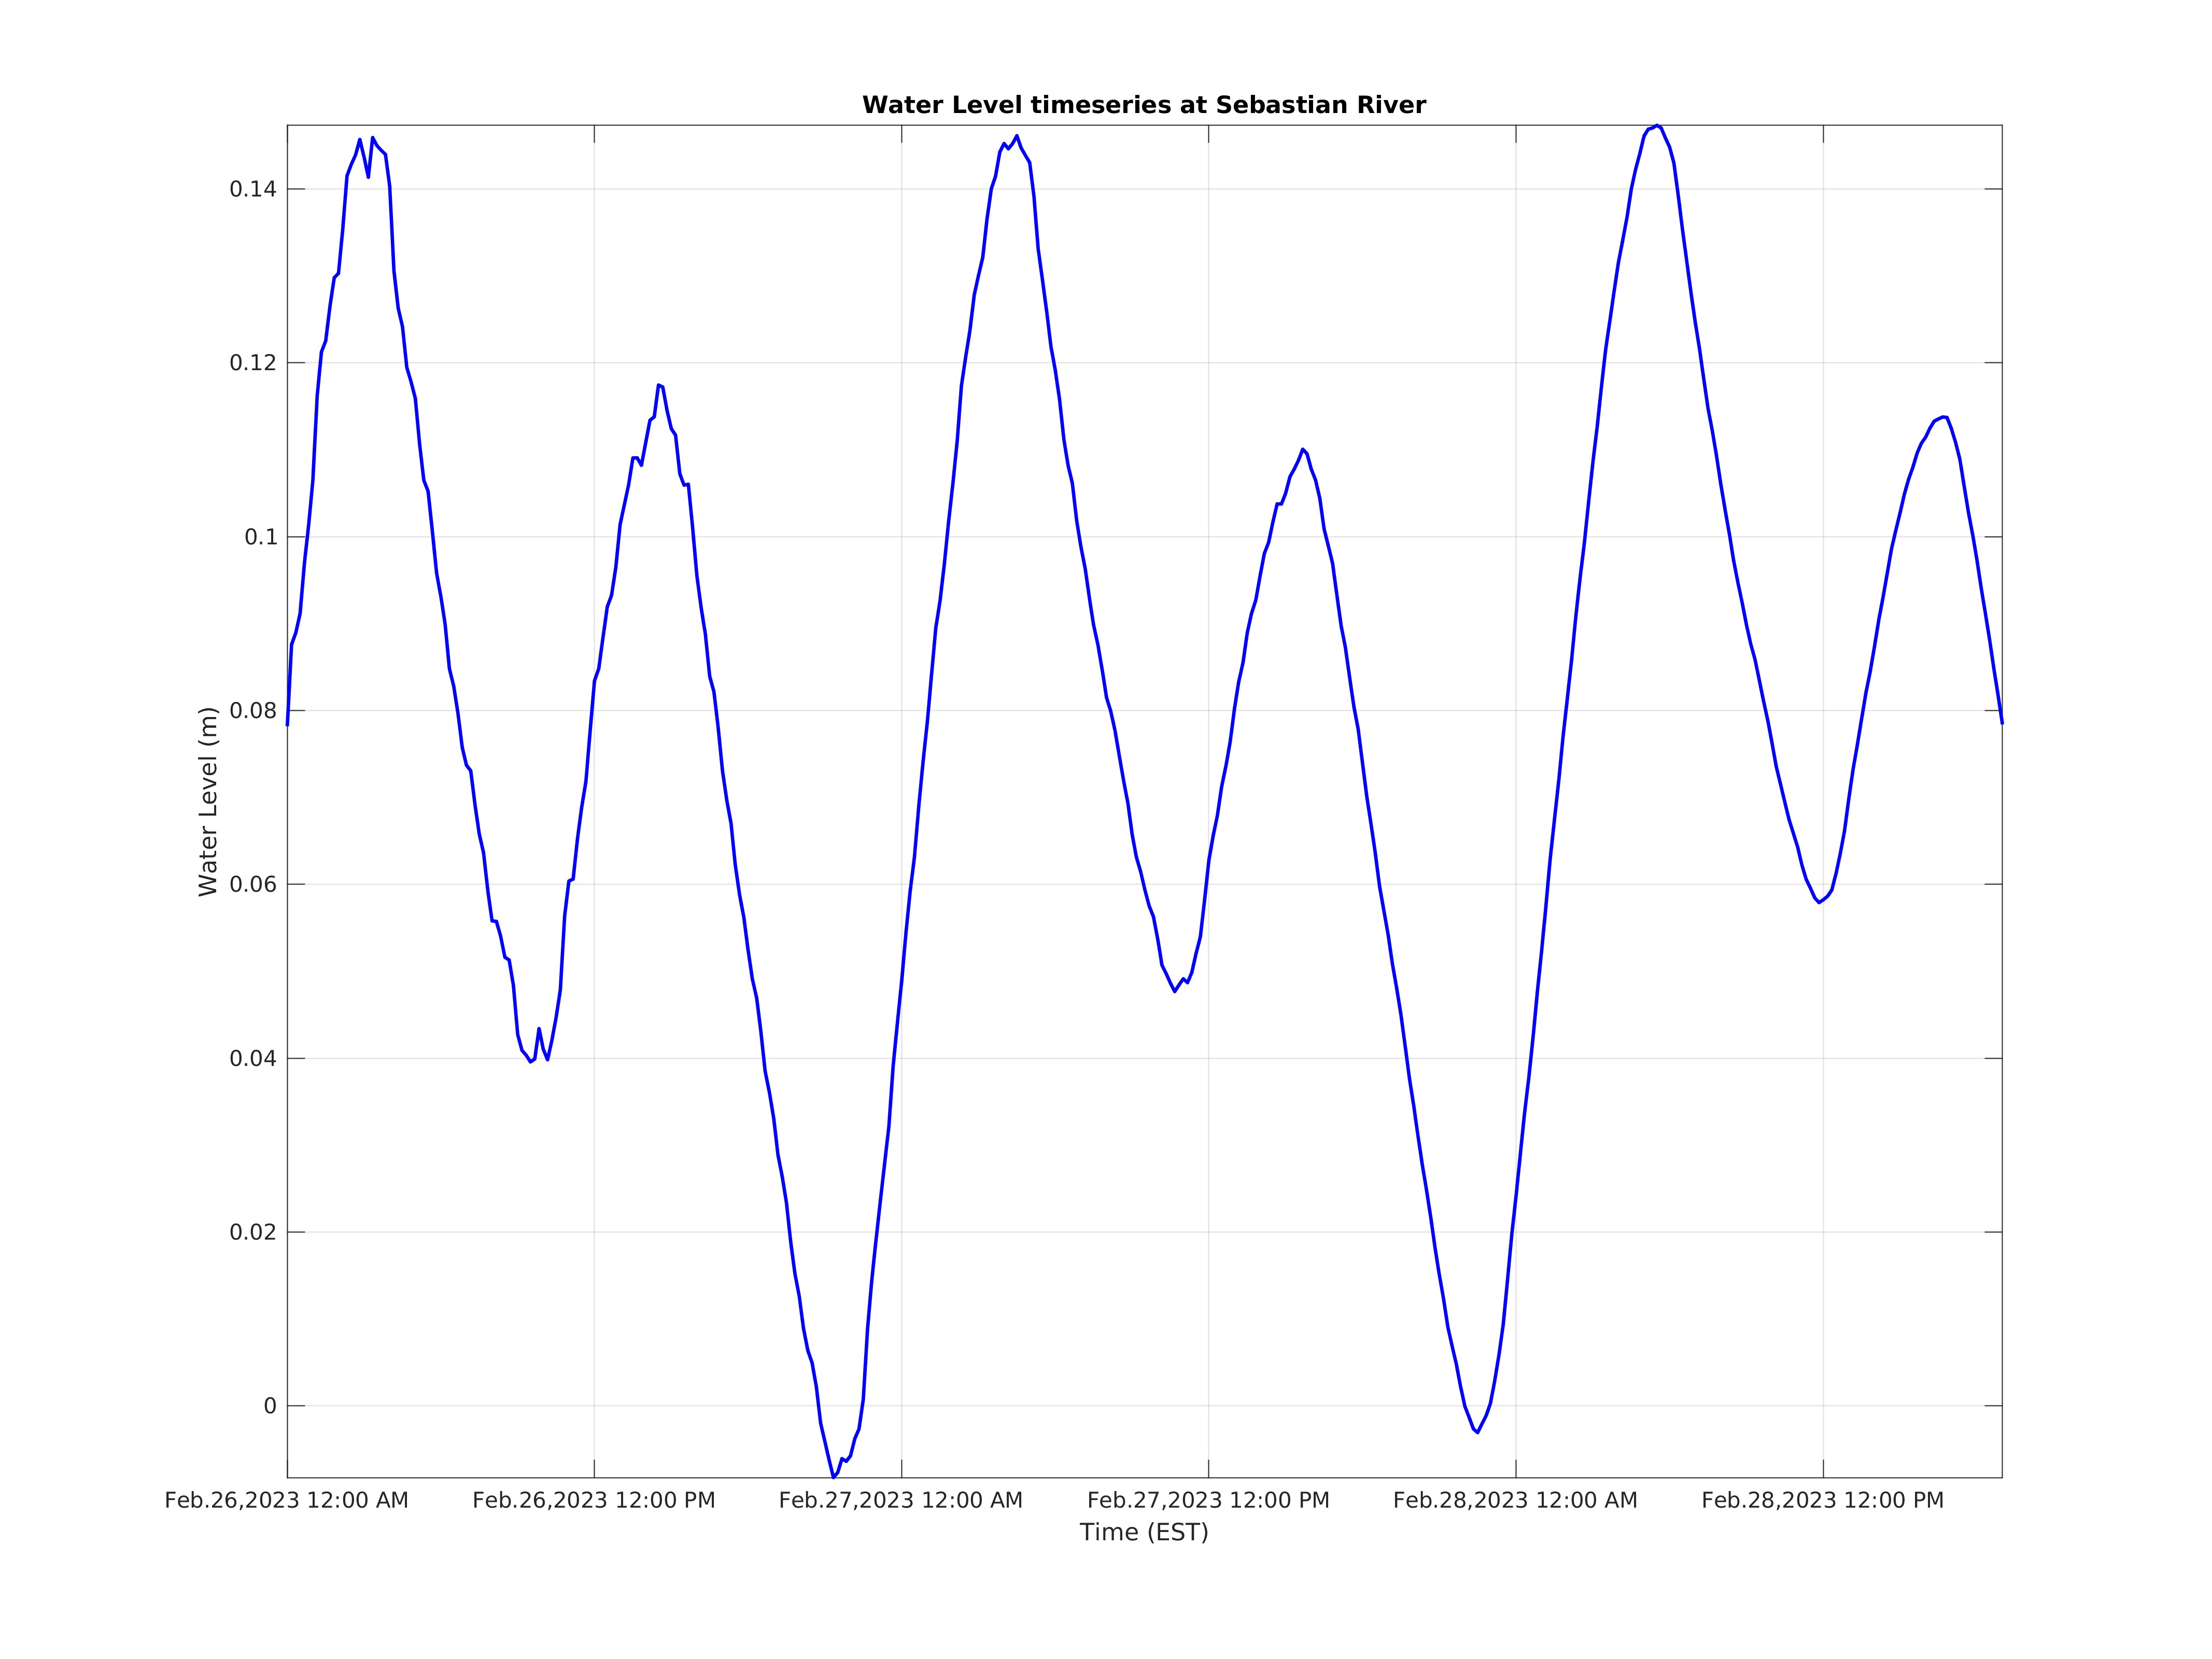 Water Level timeseries at Sebastian River
0.14
0.12
0.1
0.08
0.06
0.04
0.02
0
Water Level (m)
Feb.26,2023 12:00 AM
Feb.26,2023 12:00 PM
Feb.27,2023 12:00 AM
Feb.27,2023 12:00 PM
Feb.28,2023 12:00 AM
Feb.28,2023 12:00 PM
Time (EST)